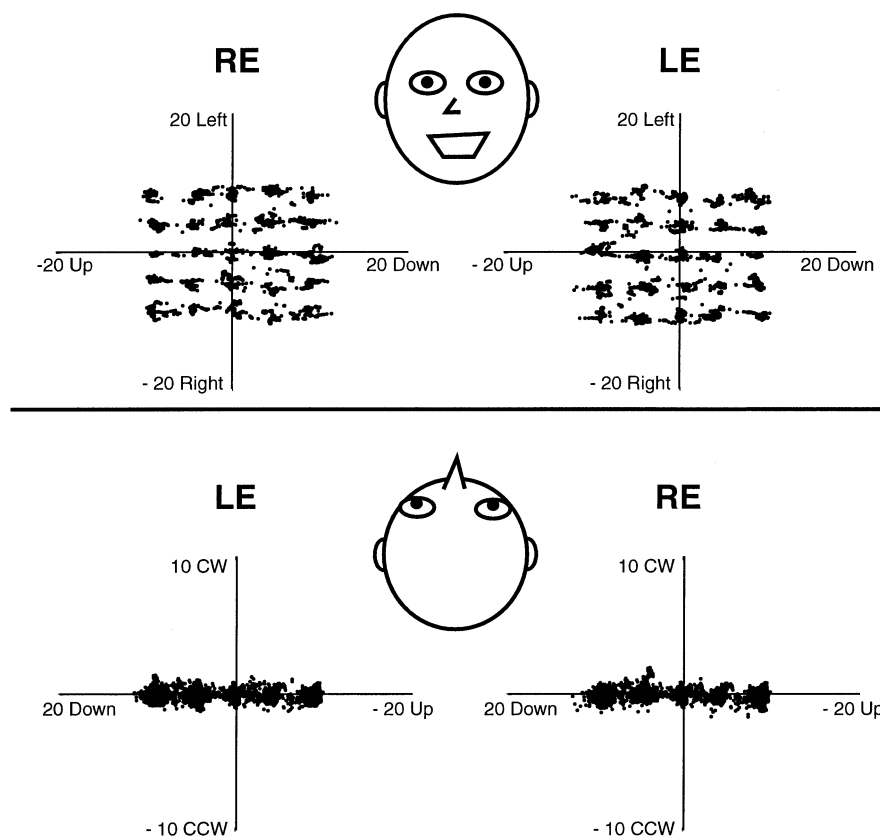 RE
LE
20 Left
20 Left
-20 Up
20 Down
- 20 Up
20 Down
- 20 Right
- 20 Right
LE
RE
10 CW
10 CW
20 Down
- 20 Up
20 Down
- 20 Up
- 10 CCW
- 10 CCW